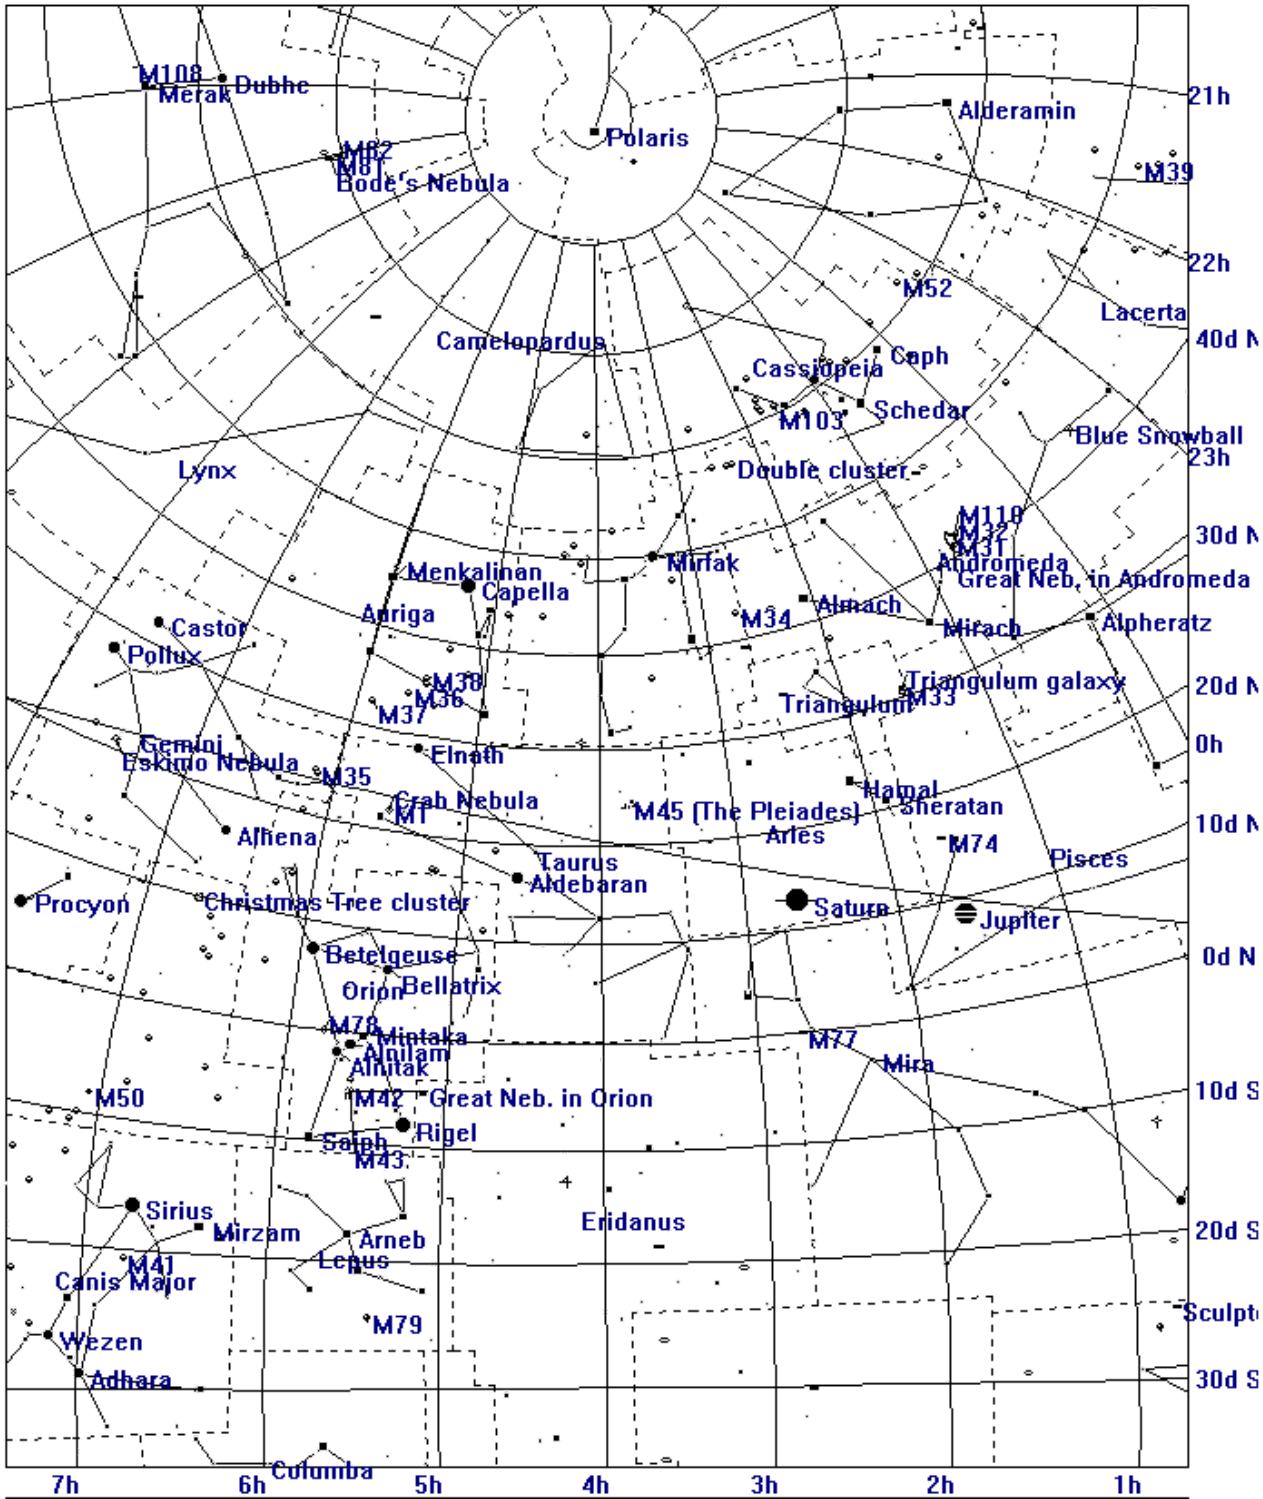 M108
Dubhe
Merak
21h
Alderamin
Polaris
M82
M81
Bode's Nebula
M39
22h
M52
Lacerta
40d N
Camelopardus
Caph
Cassiopeia
Schedar
M103
Blue Snowball
23h
Lynx
Double cluster
M110
M32
M31
30d N
Andromeda
Great Neb. in Andromeda
Mirfak
Menkalinan
Capella
Auriga
Almach
M34
Mirach
Alpheratz
Castor
Pollux
M38
M36
M37
Triangulum galaxy
M33
Triangulum
20d N
0h
Gemini
Eskimo Nebula
Elnath
M35
Hamal
Sheratan
Crab Nebula
M1
M45 (The Pleiades)
Aries
10d N
Alhena
M74
Pisces
Taurus
Aldebaran
Procyon
Christmas Tree cluster
Saturn
Jupiter
Betelgeuse
0d N
Orion
Bellatrix
M78
Mintaka
Alnilam
Alnitak
M77
Mira
M50
M42
Great Neb. in Orion
10d S
Rigel
Saiph
M43
Sirius
Mirzam
Arneb
Eridanus
20d S
Lepus
M41
Canis Major
M79
Sculpt
Wezen
Adhara
30d S
Columba
7h 6h 5h 4h 3h 2h 1h